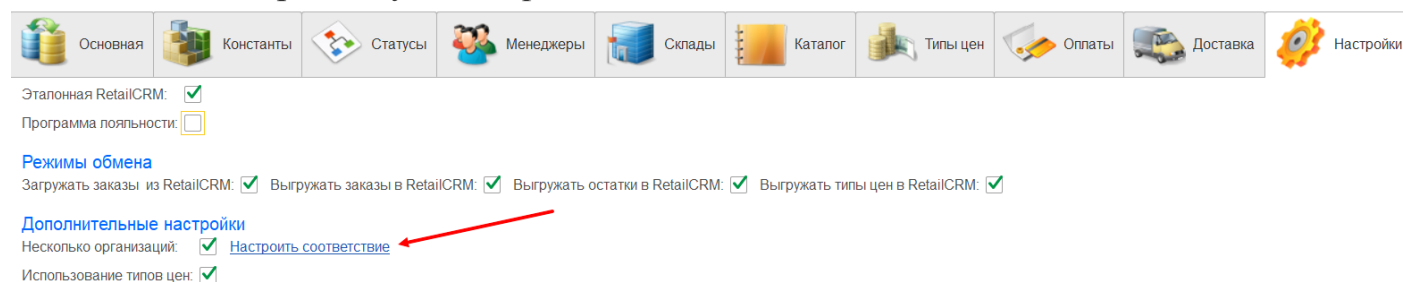 Основная Константы Статусы Менеджеры Склады Каталог Типы цен Оплаты Доставка Настройки
Эталонная RetailCRM:
Программа лояльности:
Режимы обмена
Загружать заказы из RetailCRM: Выгружать заказы в RetailCRM: Выгружать остатки в RetailCRM: Выгружать типы цен в RetailCRM:
Дополнительные настройки
Несколько организаций: Настроить соответствие
Использование типов цен: